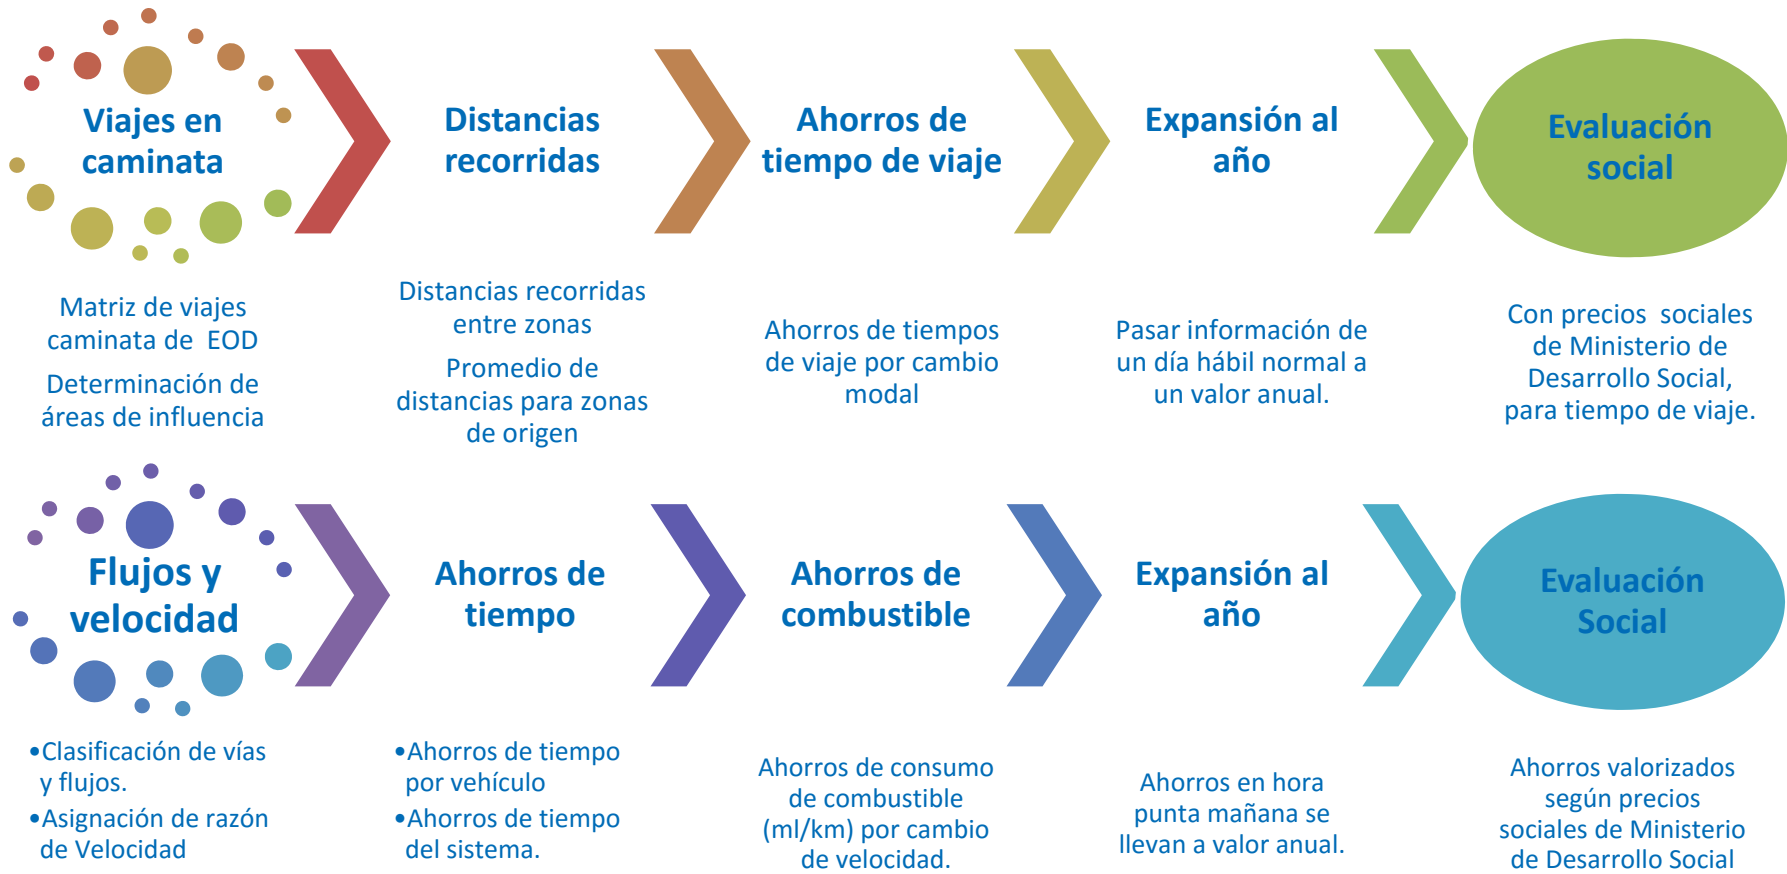 Viajes en
caminata
Distancias
recorridas
Ahorros de
tiempo de viaje
Expansión al
año
Evaluación
social
Matriz de viajes
caminata de EOD
Determinación de
áreas de influencia
Distancias recorridas
entre zonas
Promedio de
distancias para zonas
de origen
Ahorros de tiempos
de viaje por cambio
modal
Pasar información de
un día hábil normal a
un valor anual.
Con precios sociales
de Ministerio de
Desarrollo Social,
para tiempo de viaje.
Flujos y
velocidad
Ahorros de
tiempo
Ahorros de
combustible
Expansión al
año
Evaluación
Social
•Clasificación de vías
y flujos.
•Asignación de razón
de Velocidad
•Ahorros de tiempo
por vehículo
•Ahorros de tiempo
del sistema.
Ahorros de consumo
de combustible
(ml/km) por cambio
de velocidad.
Ahorros en hora
punta mañana se
llevan a valor anual.
Ahorros valorizados
según precios
sociales de Ministerio
de Desarrollo Social